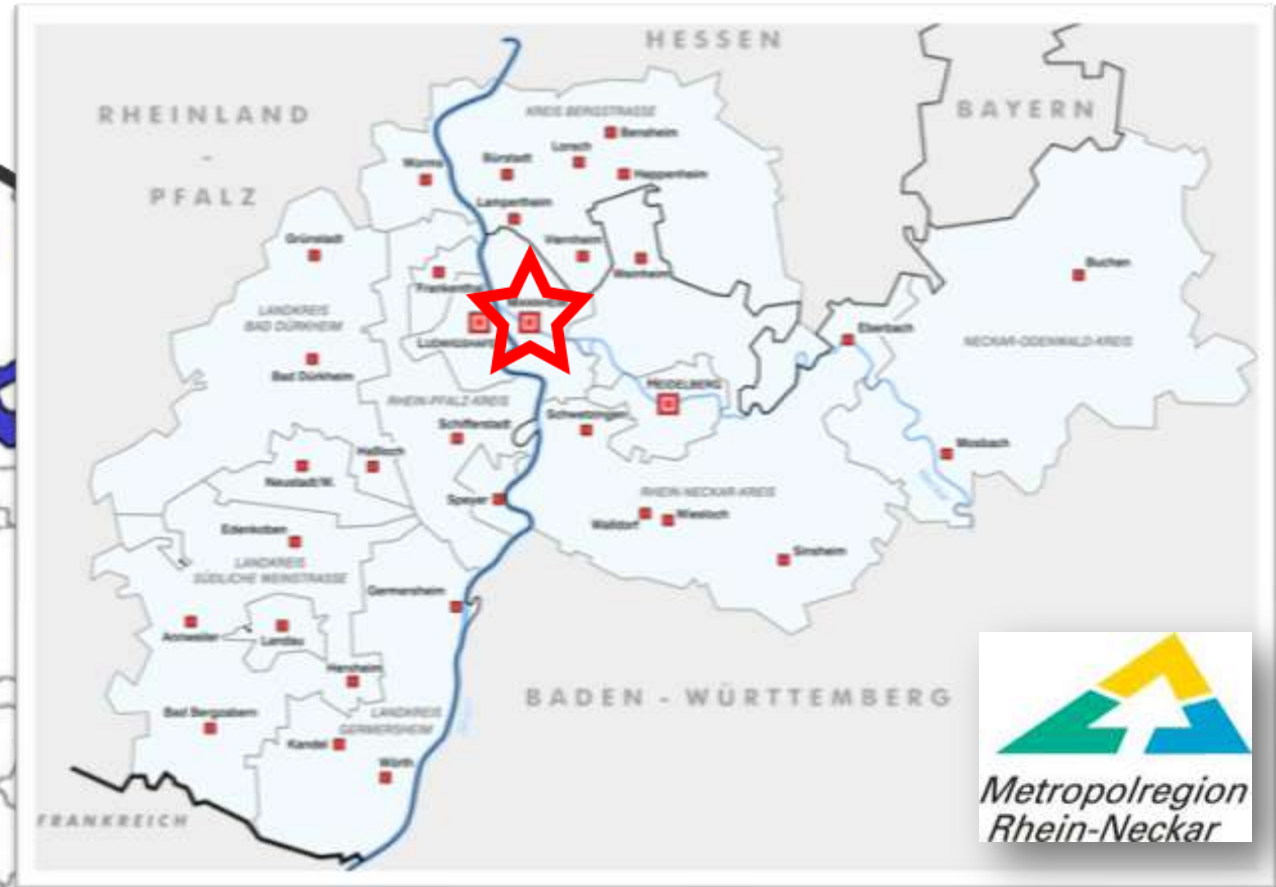 HESSEN
RHEINLAND
-
PFALZ
BAYERN
KREIS BERGSTRASSE
Bensheim
Lorsch
Bürstadt
Heppenheim
Worms
Lampertheim
Viernheim
Weinheim
Grünstadt
Frankenthal
Buchen
LANDKREIS
BAD DÜRKHEIM
Eberbach
NECKAR-ODENWALD-KREIS
Bad Dürkheim
HEIDELBERG
RHEIN-PFALZ-KREIS
Schwetzingen
Schifferstadt
Haßloch
Mosbach
Neustadt/W.
Speyer
RHEIN-NECKAR-KREIS
Walldorf
Wiesloch
Edenkoben
Sinsheim
LANDKREIS
SÜDLICHE WEINSTRASSE
Germersheim
Annweiler
Landau
Herxheim
BADEN - WÜRTTEMBERG
Bad Bergzabern
LANDKREIS
GERMERSHEIM
Kandel
Wörth
FRANKREICH
Metropolregion
Rhein-Neckar